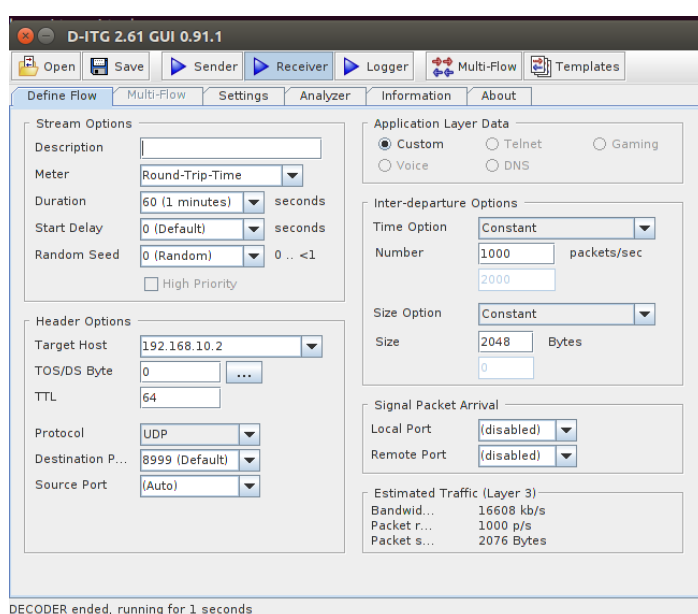 D-ITG 2.61 GUI 0.91.1
Open Save Sender Receiver Logger Multi-Flow Templates
Define Flow Multi-Flow Settings Analyzer Information About
Stream Options
Description
Meter Round-Trip-Time
Duration 60 (1 minutes) seconds
Start Delay 0 (Default) seconds
Random Seed 0 (Random) 0 .. <1
High Priority
Header Options
Target Host 192.168.10.2
TOS/DS Byte 0 ...
TTL 64
Protocol UDP
Destination P... 8999 (Default)
Source Port (Auto)
Application Layer Data
Custom Telnet Gaming
Voice DNS
Inter-departure Options
Time Option Constant
Number 1000 packets/sec
2000
Size Option Constant
Size 2048 Bytes
0
Signal Packet Arrival
Local Port (disabled)
Remote Port (disabled)
Estimated Traffic (Layer 3)
Bandwid... 16608 kb/s
Packet r... 1000 p/s
Packet s... 2076 Bytes
DECODER ended, running for 1 seconds